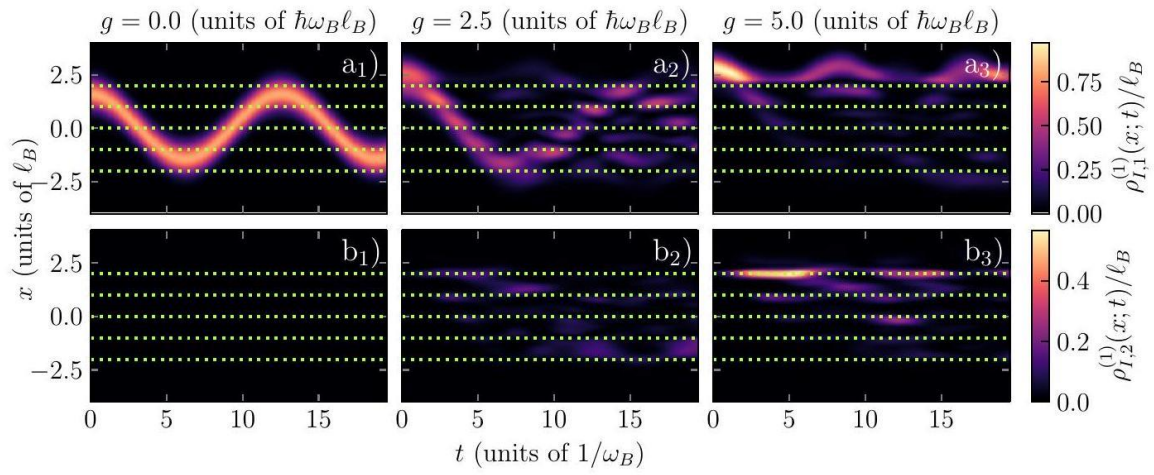 g = 0.0 (units of ħω_Bℓ_B) g = 2.5 (units of ħω_Bℓ_B) g = 5.0 (units of ħω_Bℓ_B)
a₁) a₂) a₃)
2.5
0.0
−2.5
0.75
0.50
0.25
0.00
ρ^{(1)}_{I,1}(x; t)/ℓ_B
x (units of ℓ_B)
b₁) b₂) b₃)
2.5
0.0
−2.5
0.4
0.2
0.0
ρ^{(1)}_{I,2}(x; t)/ℓ_B
0 5 10 15 0 5 10 15 0 5 10 15
t (units of 1/ω_B)